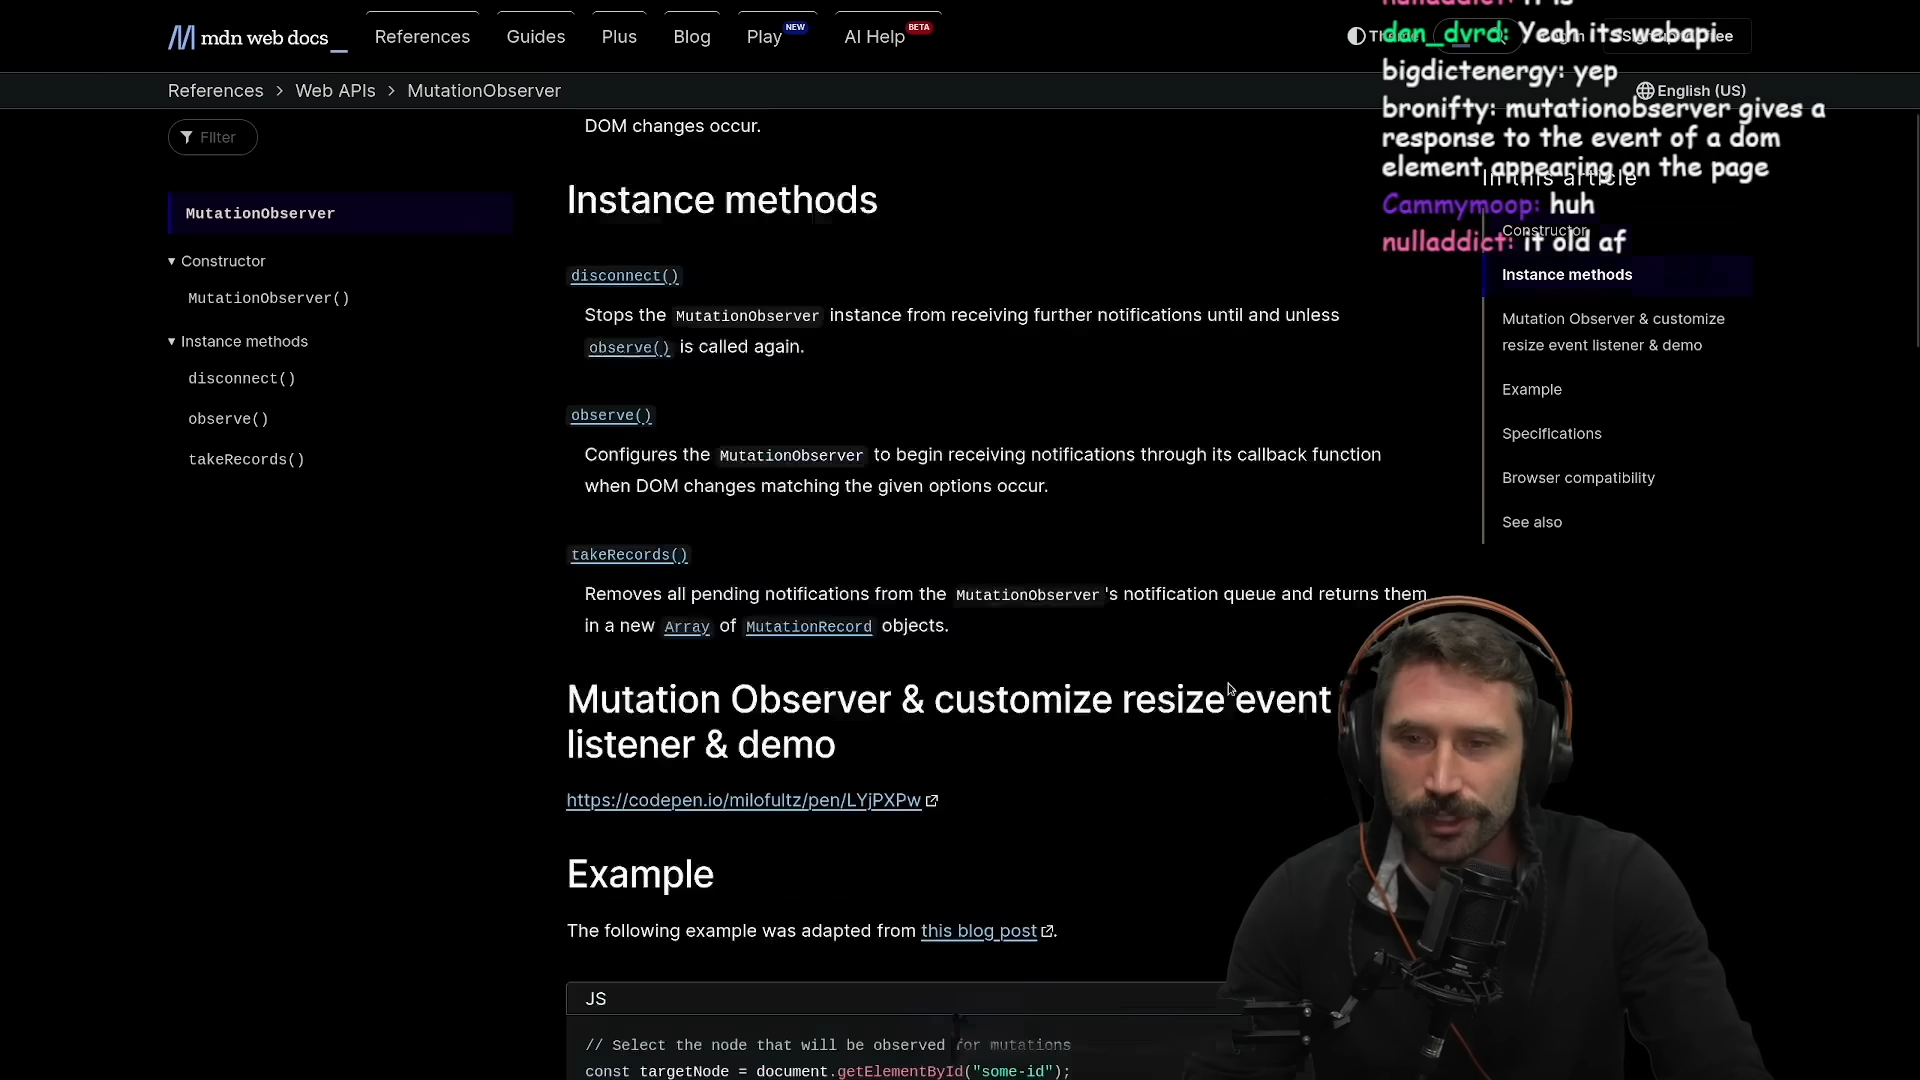 mdn web docs_
References
Guides
Plus
Blog
Play
NEW
AI Help
BETA
References
Web APIs
MutationObserver
English (US)
nulladdict: it is
dan_dvrd: Yeah its webapi
bigdictenergy: yep
bronifty: mutationobserver gives a
response to the event of a dom
element appearing on the page
Cammymoop: huh
nulladdict: it old af
Filter
MutationObserver
Constructor
MutationObserver()
Instance methods
disconnect()
observe()
takeRecords()
DOM changes occur.
Instance methods
disconnect()
Stops the MutationObserver instance from receiving further notifications until and unless
observe() is called again.
observe()
Configures the MutationObserver to begin receiving notifications through its callback function
when DOM changes matching the given options occur.
takeRecords()
Removes all pending notifications from the MutationObserver's notification queue and returns them
in a new Array of MutationRecord objects.
Mutation Observer & customize resize event
listener & demo
https://codepen.io/milofultz/pen/LYjPXPw
Example
The following example was adapted from this blog post.
JS
// Select the node that will be observed for mutations
const targetNode = document.getElementById("some-id");
In this article
Constructor
Instance methods
Mutation Observer & customize
resize event listener & demo
Example
Specifications
Browser compatibility
See also